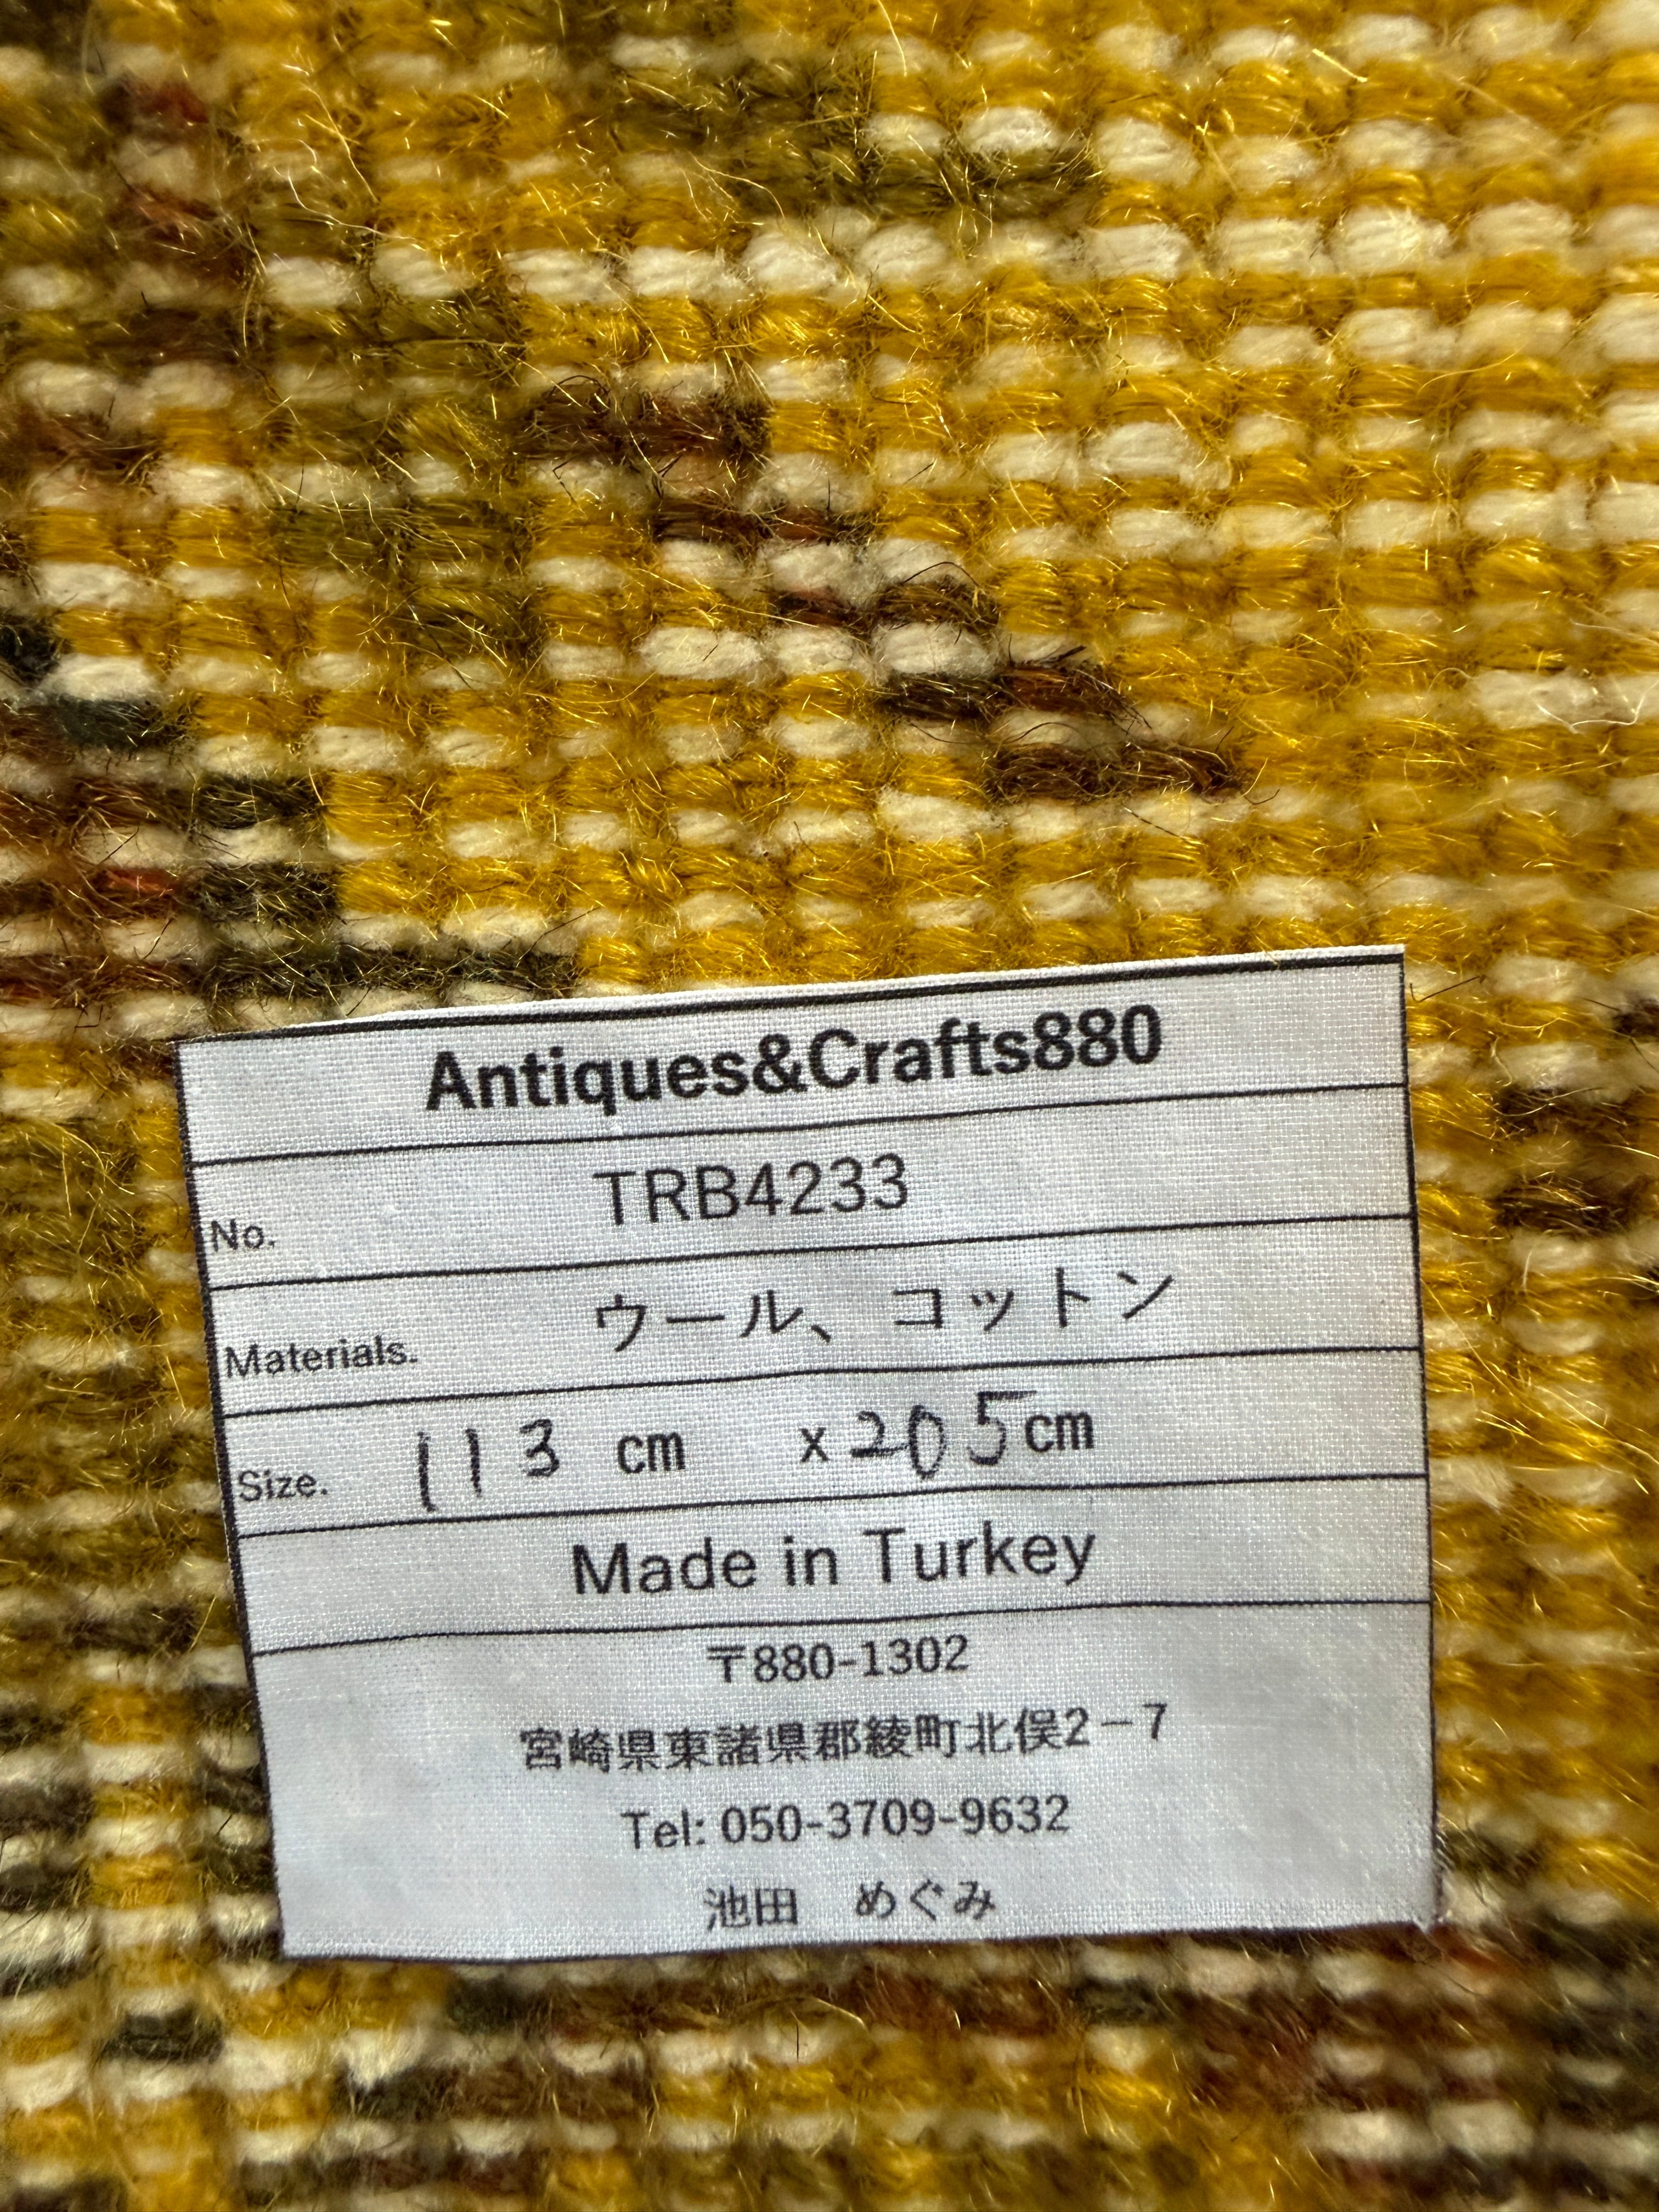 Antiques&Crafts880
No. TRB4233
Materials. ウール、コットン
Size. 113 cm x 205 cm
Made in Turkey
〒880-1302
宮崎県東諸県郡綾町北俣2－7
Tel: 050-3709-9632
池田　めぐみ